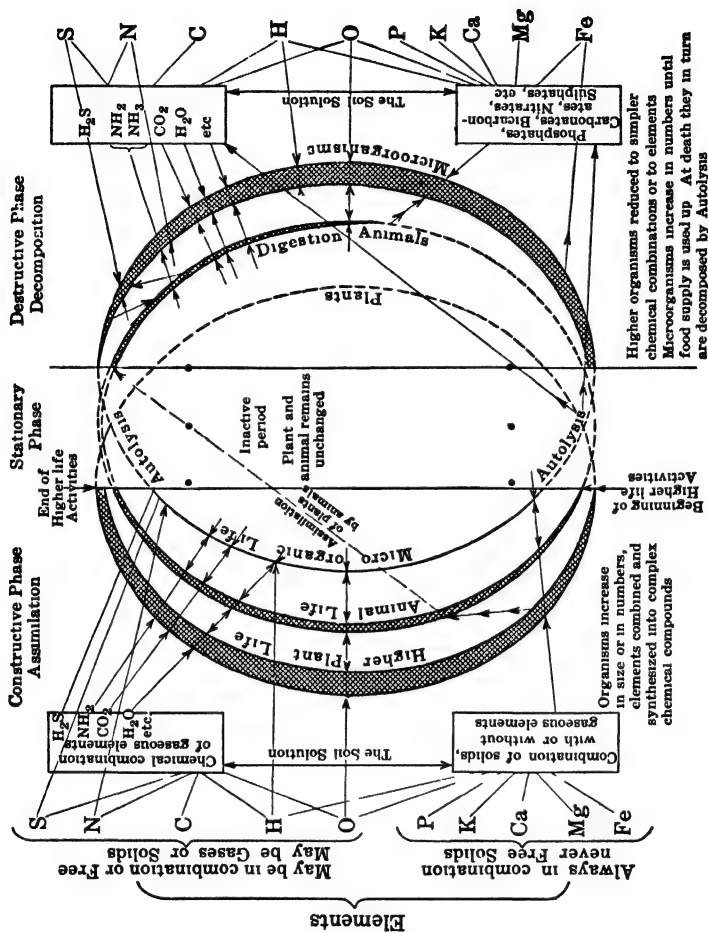 Constructive Phase
Assimilation
End of
Higher life
Activities
Stationary
Phase
Destructive Phase
Decomposition
Elements
May be in combination or Free
May be Gases or Solids
Always in combination
never Free Solids
S
N
C
H
O
P
K
Ca
Mg
Fe
H₂S
NH₂
CO₂
H₂O
etc.
Chemical combination
of gaseous elements
The Soil Solution
Combination of solids,
with or without
gaseous elements
Higher Plant Life
Animal Life
Micro organic Life
Autolysis
Autolysis
Assimilation
of plants
by animals
Inactive
period
Plant and
animal remains
unchanged
Plants
Digestion Animals
Microorganisms
H₂S
NH₂
NH₃
CO₂
H₂O
etc
The Soil Solution
Phosphates,
Carbonates, Bicarbon-
ates, Nitrates,
Sulphates, etc
S
N
C
H
O
P
K
Ca
Mg
Fe
Organisms increase
in size or in numbers,
elements combined and
synthesized into complex
chemical compounds
Beginning of
Higher life
Activities
Higher organisms reduced to simpler
chemical combinations or to elements
Microorganisms increase in numbers until
food supply is used up At death they in turn
are decomposed by Autolysis